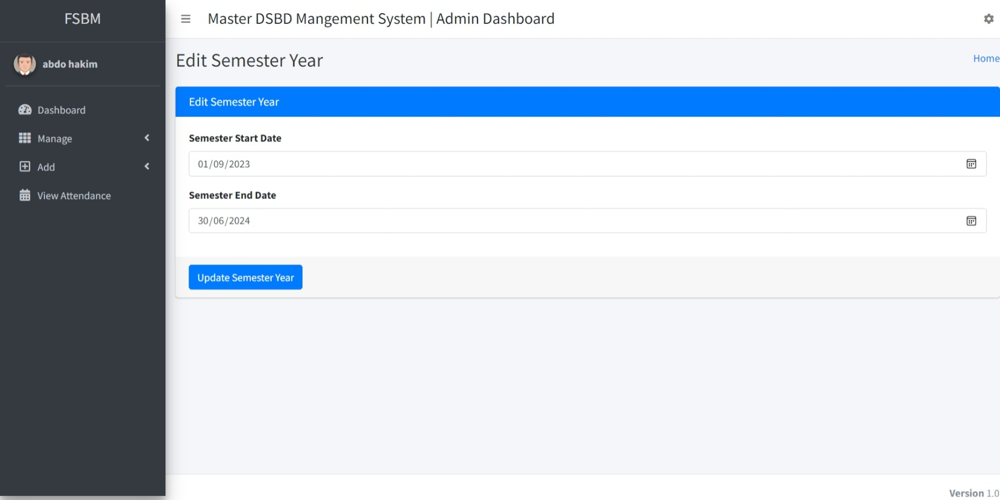 FSBM
Master DSBD Mangement System | Admin Dashboard
abdo hakim
Dashboard
Manage
Add
View Attendance
Edit Semester Year
Home
Edit Semester Year
Semester Start Date
01/09/2023
Semester End Date
30/06/2024
Update Semester Year
Version 1.0